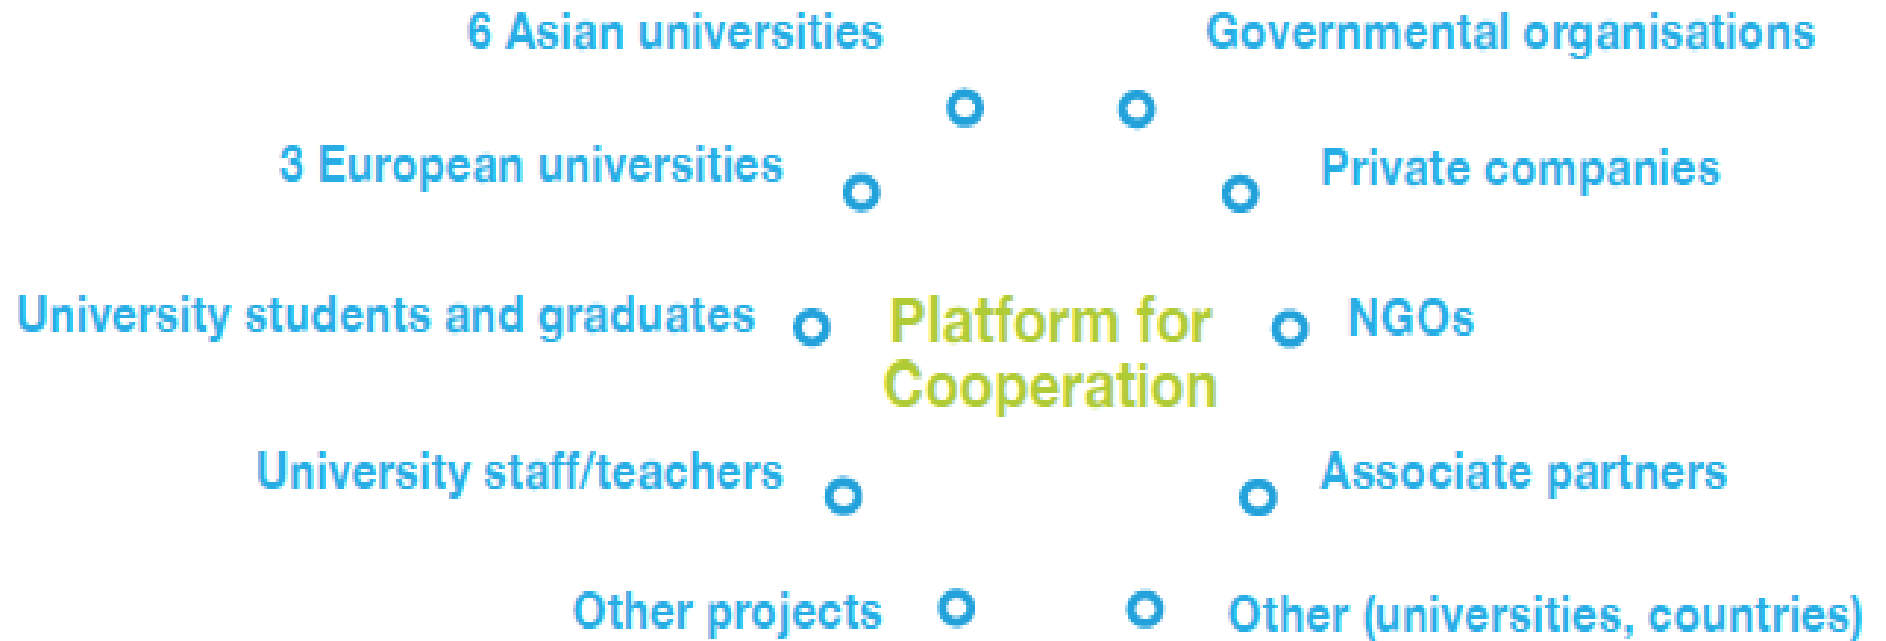 6 Asian universities
Governmental organisations
3 European universities
Private companies
University students and graduates
Platform for
Cooperation
NGOs
University staff/teachers
Associate partners
Other projects
Other (universities, countries)